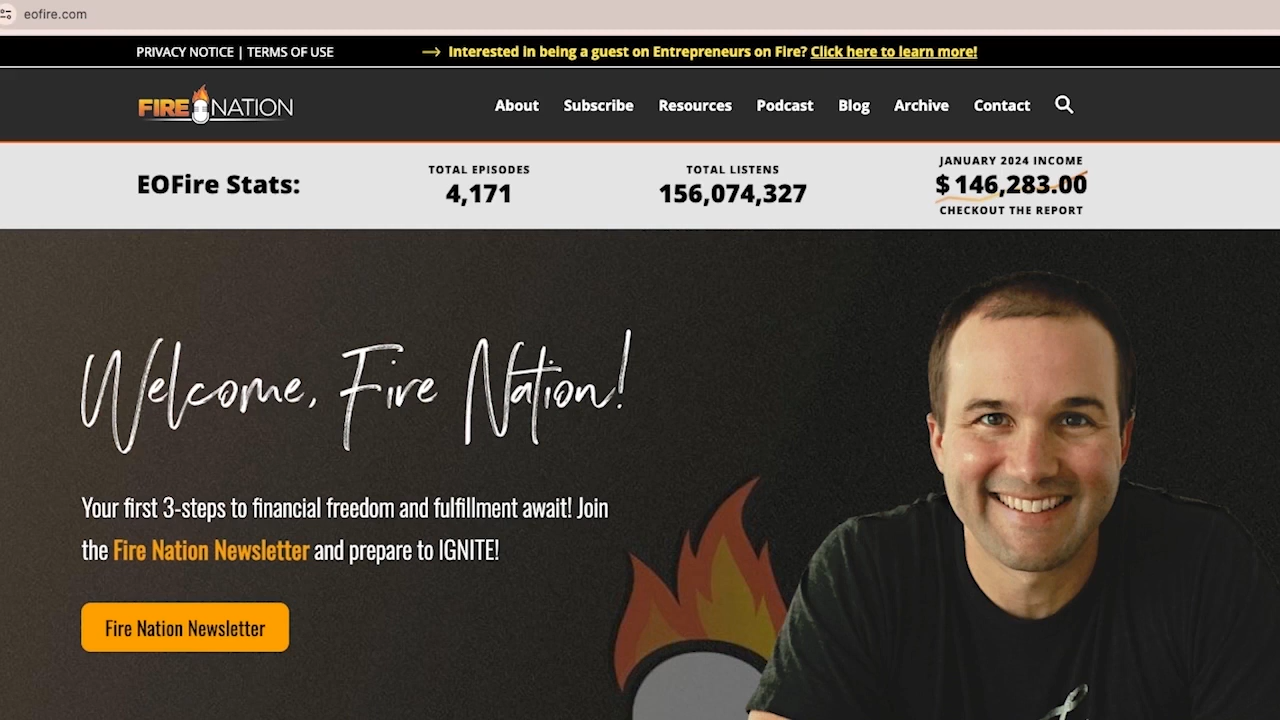 eofire.com
PRIVACY NOTICE | TERMS OF USE
Interested in being a guest on Entrepreneurs on Fire? Click here to learn more!
FIRE NATION
About Subscribe Resources Podcast Blog Archive Contact
EOFire Stats:
TOTAL EPISODES
4,171
TOTAL LISTENS
156,074,327
JANUARY 2024 INCOME
$ 146,283.00
CHECKOUT THE REPORT
Welcome, Fire Nation!
Your first 3-steps to financial freedom and fulfillment await! Join
the Fire Nation Newsletter and prepare to IGNITE!
Fire Nation Newsletter